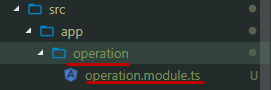 src
app
operation
operation.module.ts U